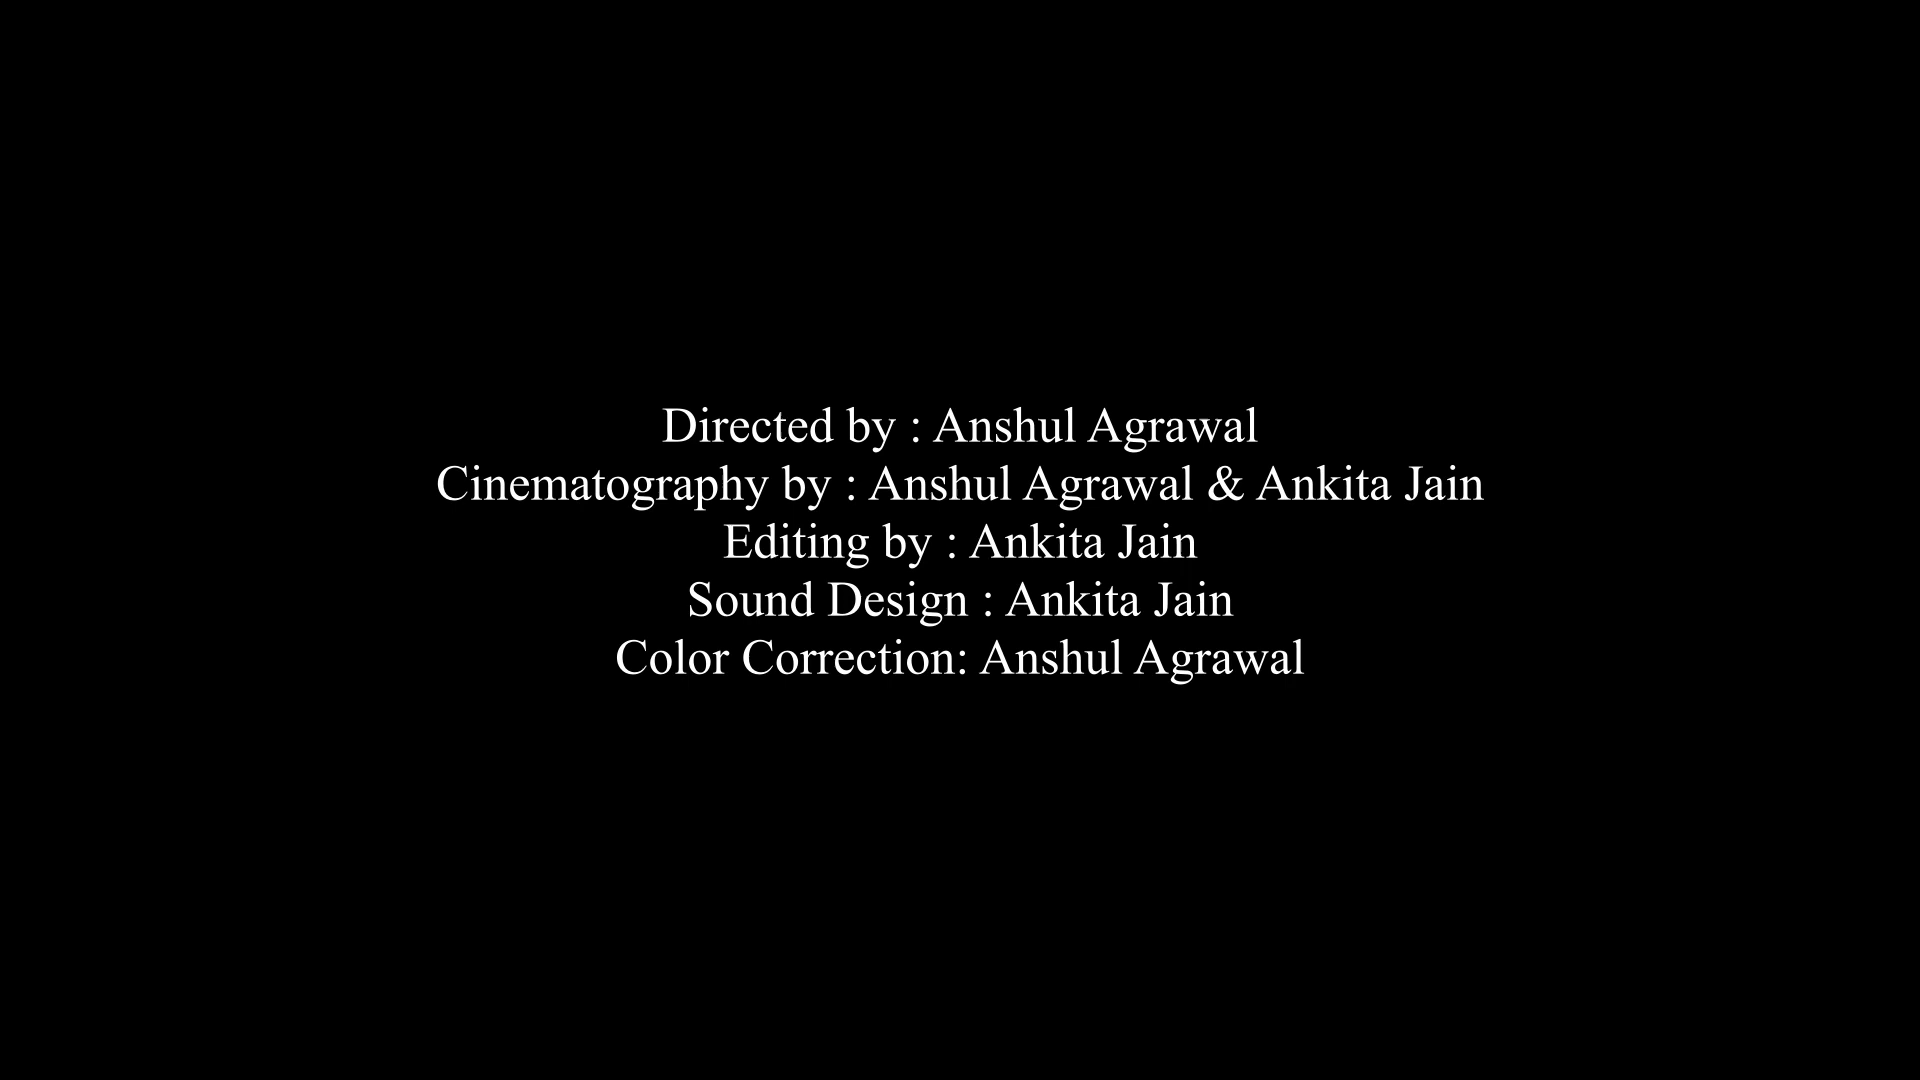 Directed by : Anshul Agrawal
Cinematography by : Anshul Agrawal & Ankita Jain
Editing by : Ankita Jain
Sound Design : Ankita Jain
Color Correction: Anshul Agrawal